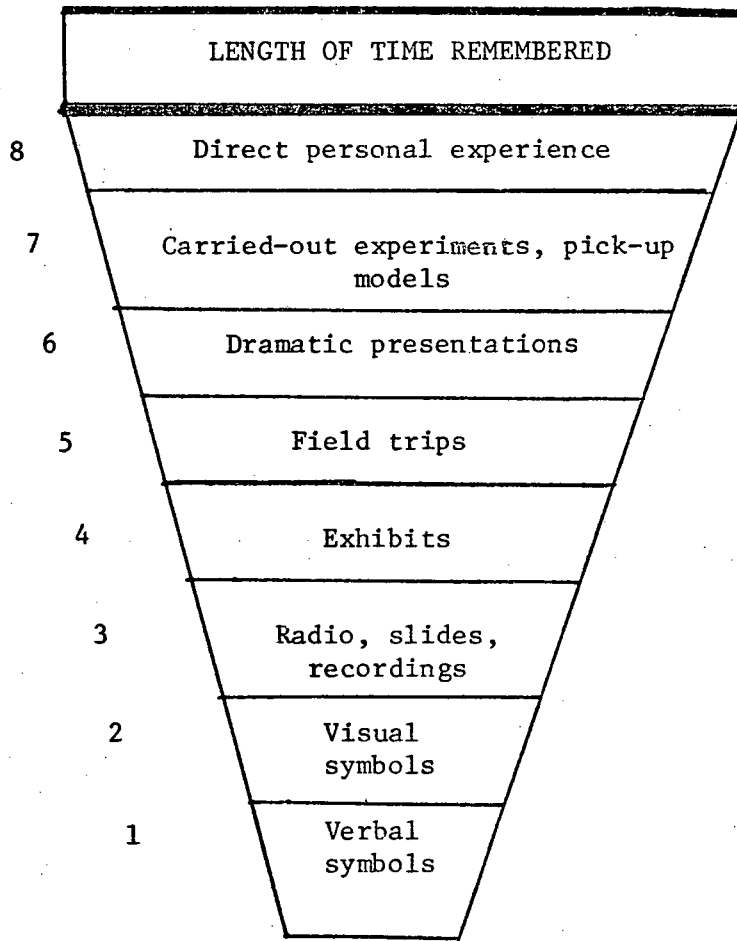 LENGTH OF TIME REMEMBERED
8 Direct personal experience
7 Carried-out experiments, pick-up
models
6 Dramatic presentations
5 Field trips
4 Exhibits
3 Radio, slides,
recordings
2 Visual
symbols
1 Verbal
symbols